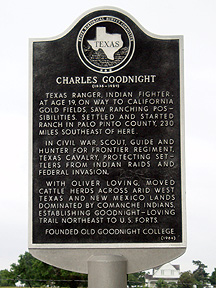 TEXAS
CHARLES GOODNIGHT
TEXAS RANGER, INDIAN FIGHTER.
AT AGE 19, ON WAY TO CALIFORNIA
GOLD FIELDS, SAW RANCHING POS-
SIBILITIES. SETTLED AND STARTED
RANCH IN PALO PINTO COUNTY, 230
MILES SOUTHEAST OF HERE.
IN CIVIL WAR, SCOUT, GUIDE AND
HUNTER FOR FRONTIER REGIMENT,
TEXAS CAVALRY, PROTECTING SET-
TLERS FROM INDIAN RAIDS AND
FEDERAL INVASION.
WITH OLIVER LOVING, MOVED
CATTLE HERDS ACROSS ARID WEST
TEXAS AND NEW MEXICO LANDS
DOMINATED BY COMANCHE INDIANS,
ESTABLISHING GOODNIGHT-LOVING
TRAIL NORTHEAST TO U.S. FORTS.
FOUNDED OLD GOODNIGHT COLLEGE.